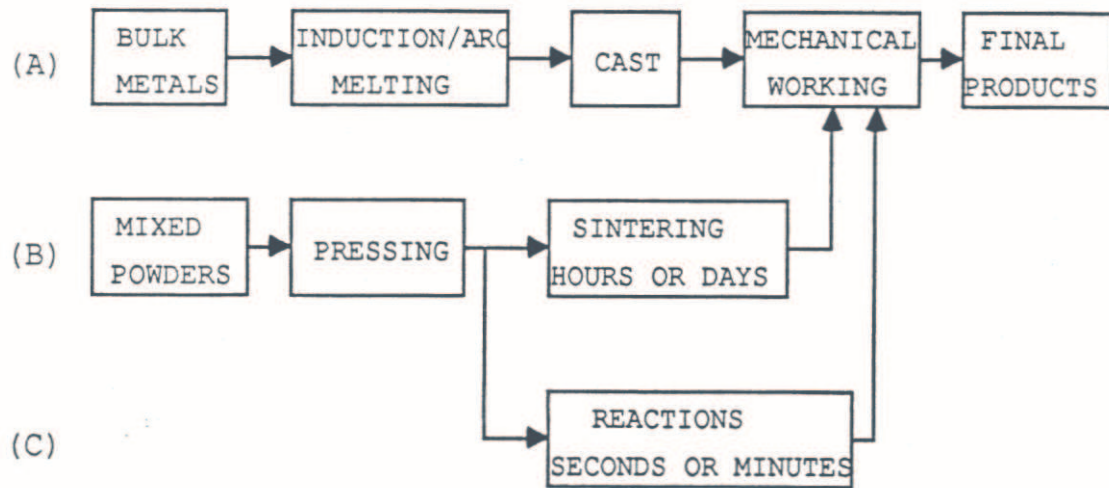 (A)
BULK
METALS
INDUCTION/ARC
MELTING
CAST
MECHANICAL
WORKING
FINAL
PRODUCTS
(B)
MIXED
POWDERS
PRESSING
SINTERING
HOURS OR DAYS
(C)
REACTIONS
SECONDS OR MINUTES